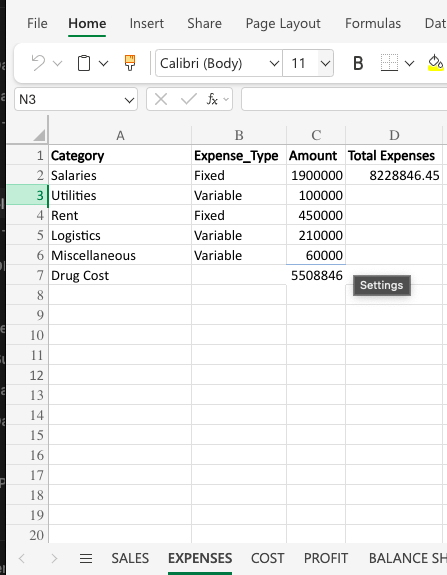 File Home Insert Share Page Layout Formulas Dat
Calibri (Body) 11 B
N3 fx
A B C D
1 Category Expense_Type Amount Total Expenses
2 Salaries Fixed 1900000 8228846.45
3 Utilities Variable 100000
4 Rent Fixed 450000
5 Logistics Variable 210000
6 Miscellaneous Variable 60000
7 Drug Cost 5508846
Settings
8
9
10
11
12
13
14
15
16
17
18
19
20
SALES EXPENSES COST PROFIT BALANCE SH